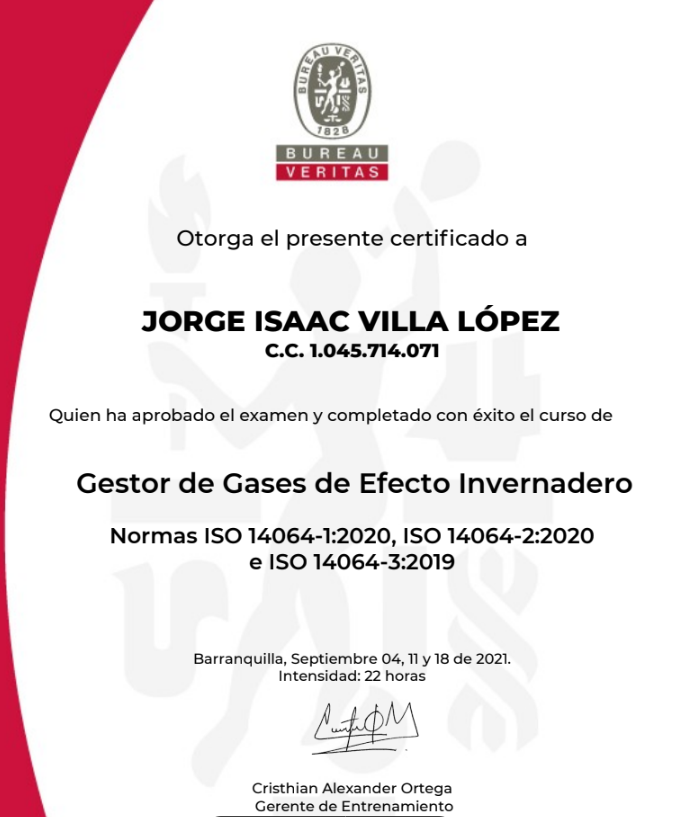 BUREAU VERITAS
1828
BUREAU
VERITAS
Otorga el presente certificado a
JORGE ISAAC VILLA LÓPEZ
C.C. 1.045.714.071
Quien ha aprobado el examen y completado con éxito el curso de
Gestor de Gases de Efecto Invernadero
Normas ISO 14064-1:2020, ISO 14064-2:2020
e ISO 14064-3:2019
Barranquilla, Septiembre 04, 11 y 18 de 2021.
Intensidad: 22 horas
Cristhian Alexander Ortega
Gerente de Entrenamiento